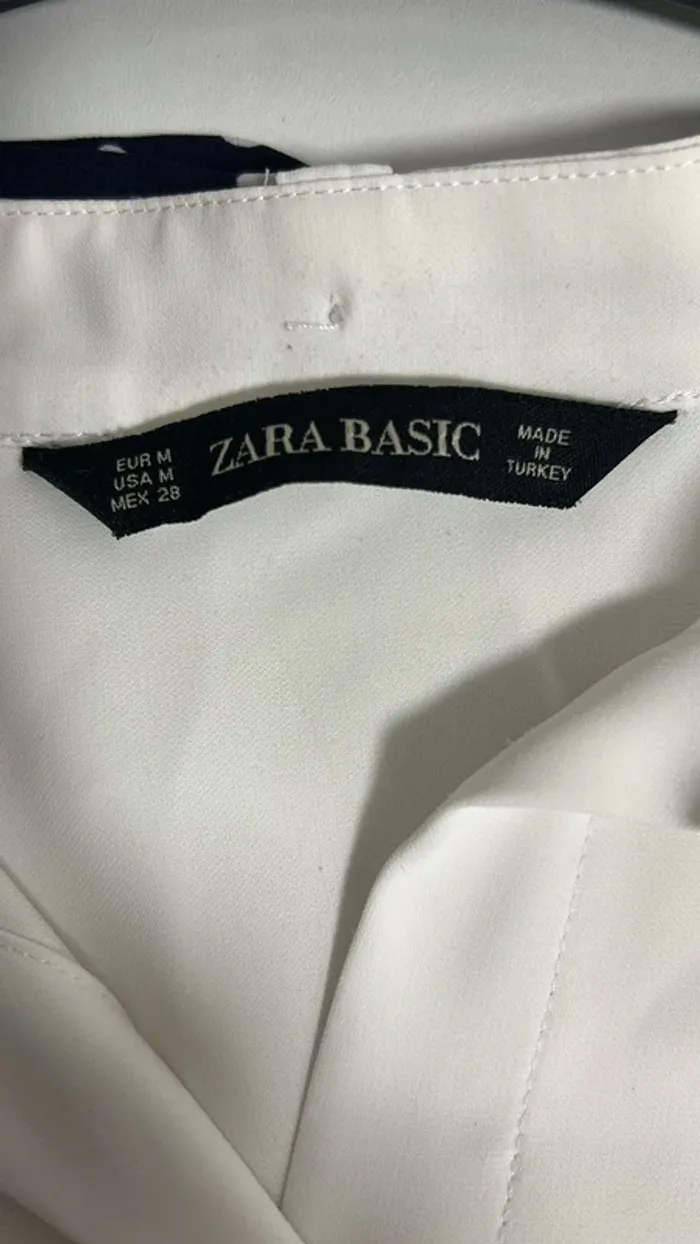 EUR M
USA M
MEX 28
ZARA BASIC
MADE
IN
TURKEY